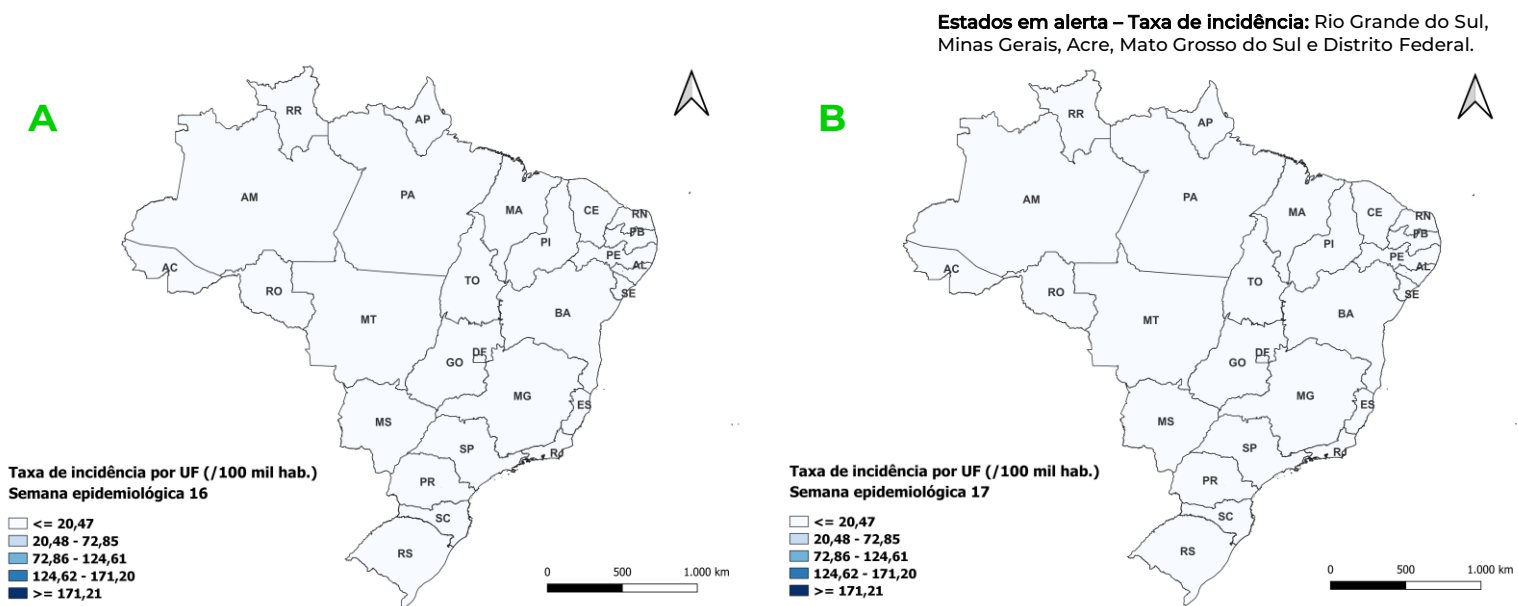 Estados em alerta – Taxa de incidência: Rio Grande do Sul,
Minas Gerais, Acre, Mato Grosso do Sul e Distrito Federal.
A
RR
AP
AM
PA
MA
CE
RN
PB
PI
PE
AL
AC
SE
TO
RO
BA
MT
DF
GO
MG
ES
MS
SP
RJ
PR
SC
RS
Taxa de incidência por UF (/100 mil hab.)
Semana epidemiológica 16
<= 20,47
20,48 - 72,85
72,86 - 124,61
124,62 - 171,20
>= 171,21
0 500 1.000 km
B
RR
AP
AM
PA
MA
CE
RN
PB
PI
PE
AL
AC
SE
TO
RO
BA
MT
DF
GO
MG
ES
MS
SP
RJ
PR
SC
RS
Taxa de incidência por UF (/100 mil hab.)
Semana epidemiológica 17
<= 20,47
20,48 - 72,85
72,86 - 124,61
124,62 - 171,20
>= 171,21
0 500 1.000 km